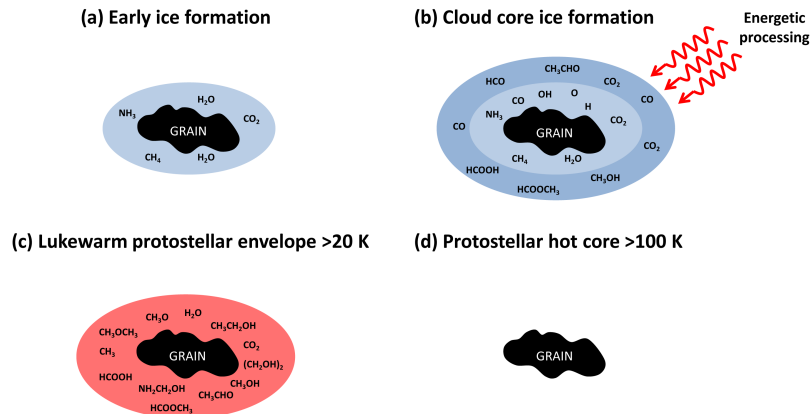 (a) Early ice formation
(b) Cloud core ice formation
Energetic
processing
H₂O
NH₃
CO₂
GRAIN
CH₄
H₂O
CH₃CHO
HCO
CO₂
OH
O
CO
CO
H
NH₃
CO
GRAIN
CO₂
CO₂
CH₄
H₂O
HCOOH
CH₃OH
HCOOCH₃
(c) Lukewarm protostellar envelope >20 K
(d) Protostellar hot core >100 K
CH₃O
H₂O
CH₃OCH₃
CH₃CH₂OH
CH₃
GRAIN
CO₂
(CH₂OH)₂
HCOOH
NH₂CH₂OH
CH₃OH
CH₃CHO
HCOOCH₃
GRAIN